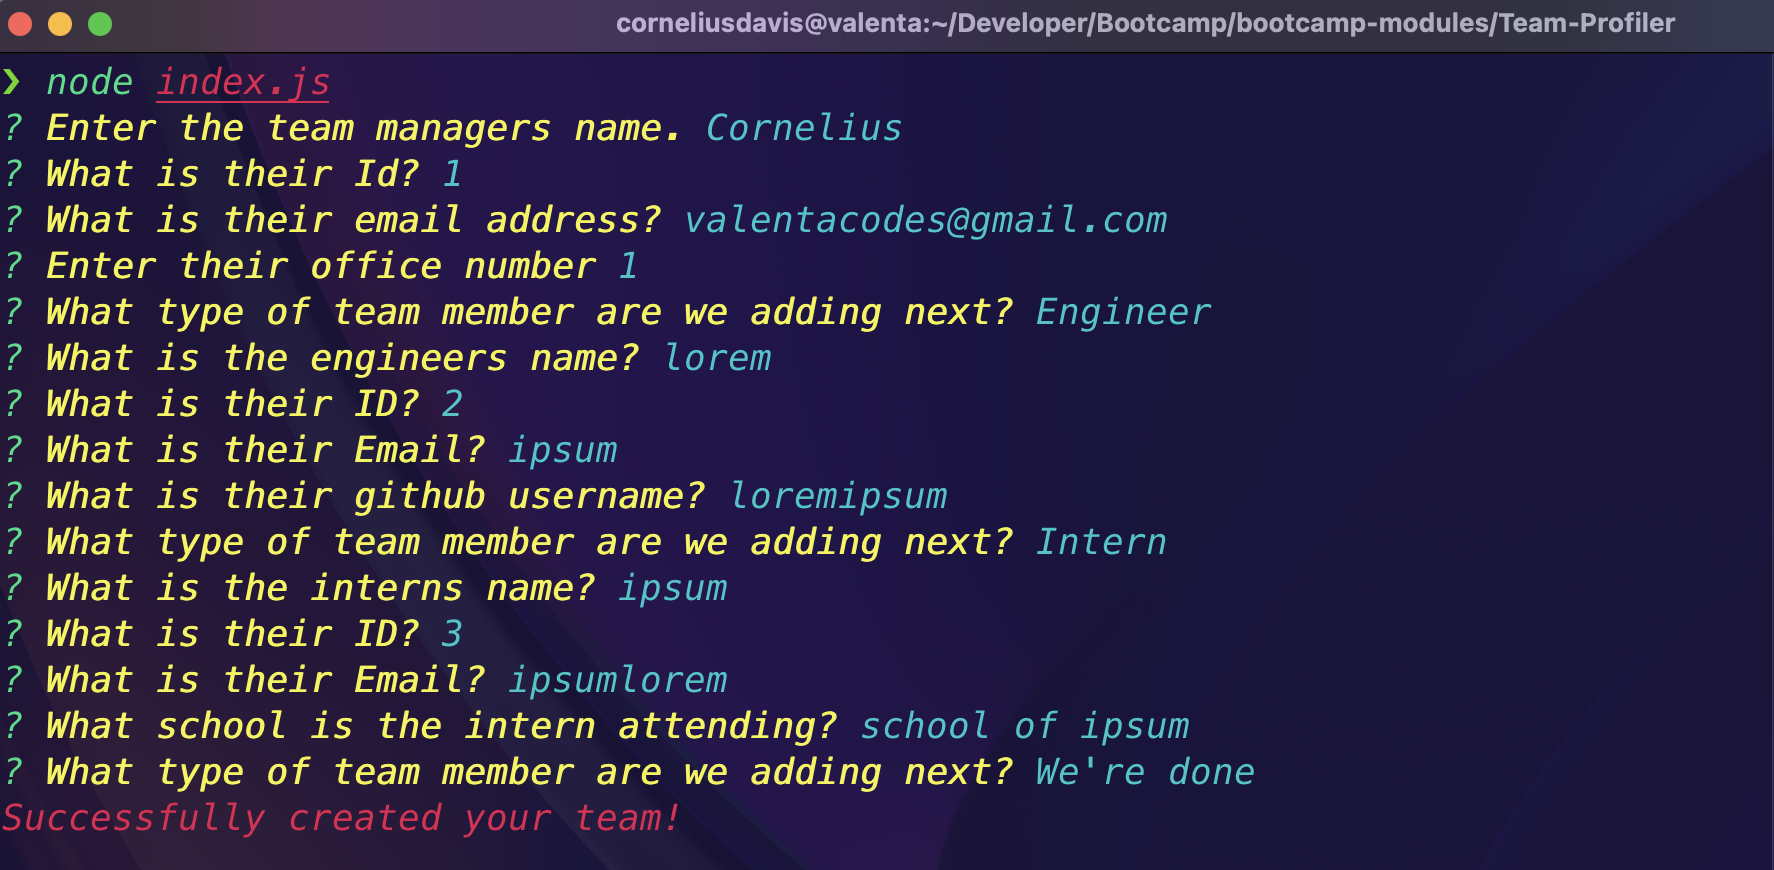 corneliusdavis@valenta:~/Developer/Bootcamp/bootcamp-modules/Team-Profiler
❯ node index.js
? Enter the team managers name. Cornelius
? What is their Id? 1
? What is their email address? valentacodes@gmail.com
? Enter their office number 1
? What type of team member are we adding next? Engineer
? What is the engineers name? lorem
? What is their ID? 2
? What is their Email? ipsum
? What is their github username? loremipsum
? What type of team member are we adding next? Intern
? What is the interns name? ipsum
? What is their ID? 3
? What is their Email? ipsumlorem
? What school is the intern attending? school of ipsum
? What type of team member are we adding next? We're done
Successfully created your team!